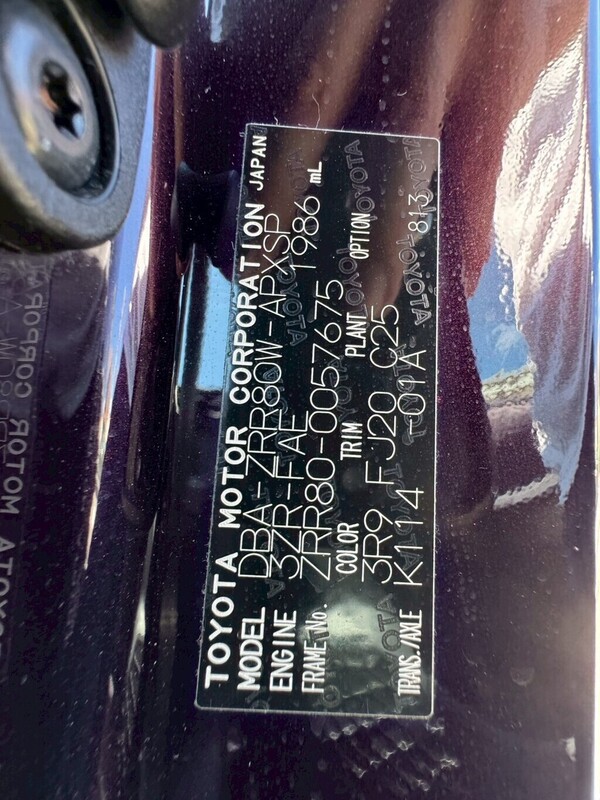 TOYOTA MOTOR CORPORATION JAPAN
MODEL DBA-ZRR80W-APXSP
ENGINE 3ZR-FAE 1986 mL
FRAME No. ZRR80-0057675
COLOR TRIM PLANT OPTION
3R9 FJ20 C25
TRANS./AXLE K114 -01A 813